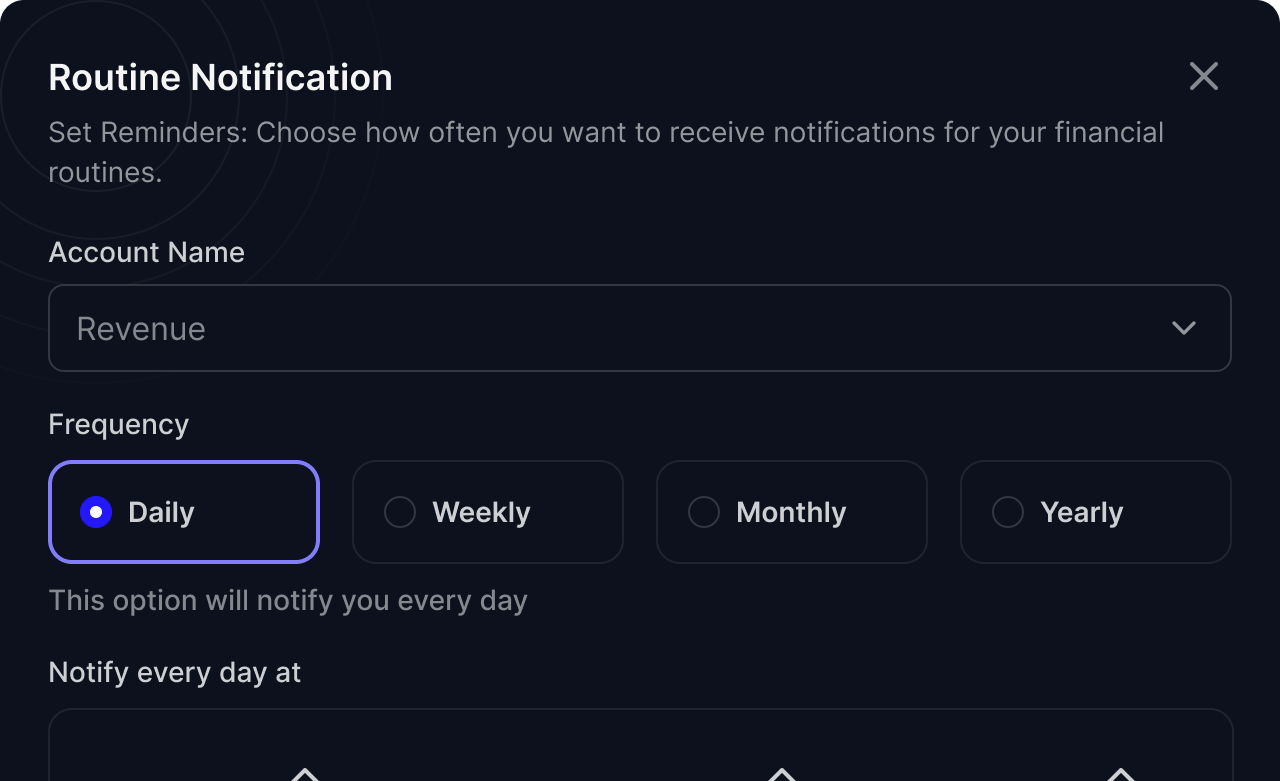 Routine Notification
Set Reminders: Choose how often you want to receive notifications for your financial
routines.
Account Name
Revenue
Frequency
Daily
Weekly
Monthly
Yearly
This option will notify you every day
Notify every day at